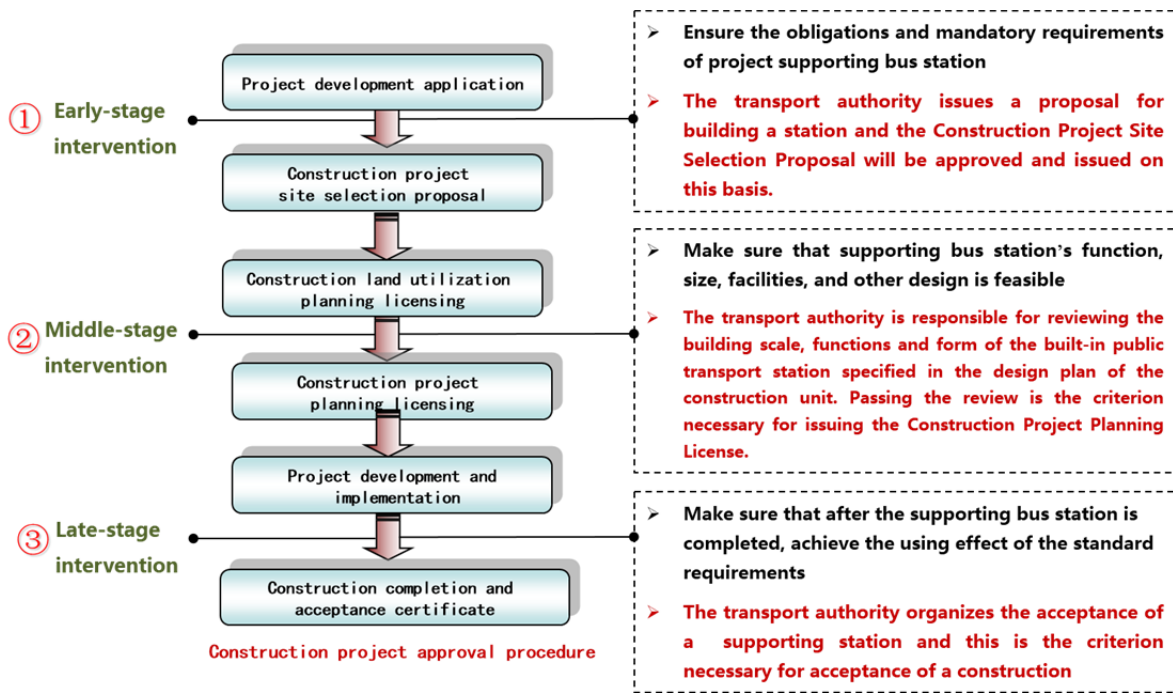 Project development application
① Early-stage
intervention
Construction project
site selection proposal
Construction land utilization
planning licensing
② Middle-stage
intervention
Construction project
planning licensing
Project development and
implementation
③ Late-stage
intervention
Construction completion and
acceptance certificate
Construction project approval procedure
➢ Ensure the obligations and mandatory requirements
of project supporting bus station
➢ The transport authority issues a proposal for
building a station and the Construction Project Site
Selection Proposal will be approved and issued on
this basis.
➢ Make sure that supporting bus station's function,
size, facilities, and other design is feasible
➢ The transport authority is responsible for reviewing the
building scale, functions and form of the built-in public
transport station specified in the design plan of the
construction unit. Passing the review is the criterion
necessary for issuing the Construction Project Planning
License.
➢ Make sure that after the supporting bus station is
completed, achieve the using effect of the standard
requirements
➢ The transport authority organizes the acceptance of
a supporting station and this is the criterion
necessary for acceptance of a construction